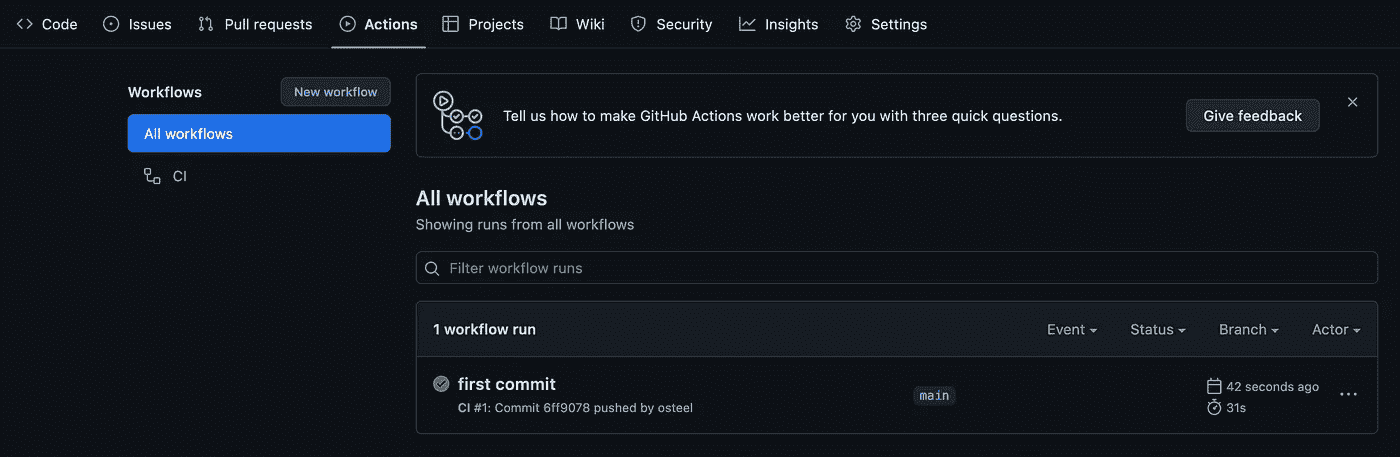 Code Issues Pull requests Actions Projects Wiki Security Insights Settings
Workflows New workflow
All workflows
CI
Tell us how to make GitHub Actions work better for you with three quick questions. Give feedback
All workflows
Showing runs from all workflows
Filter workflow runs
1 workflow run Event Status Branch Actor
first commit
CI #1: Commit 6ff9078 pushed by osteel
main
42 seconds ago
31s